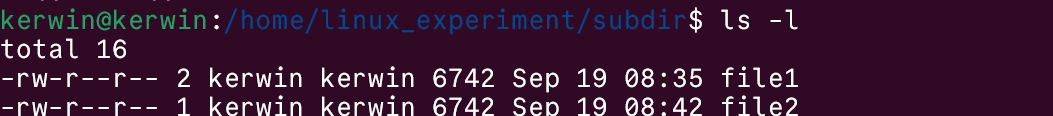 kerwin@kerwin:/home/linux_experiment/subdir$ ls -l
total 16
-rw-r--r-- 2 kerwin kerwin 6742 Sep 19 08:35 file1
-rw-r--r-- 1 kerwin kerwin 6742 Sep 19 08:42 file2